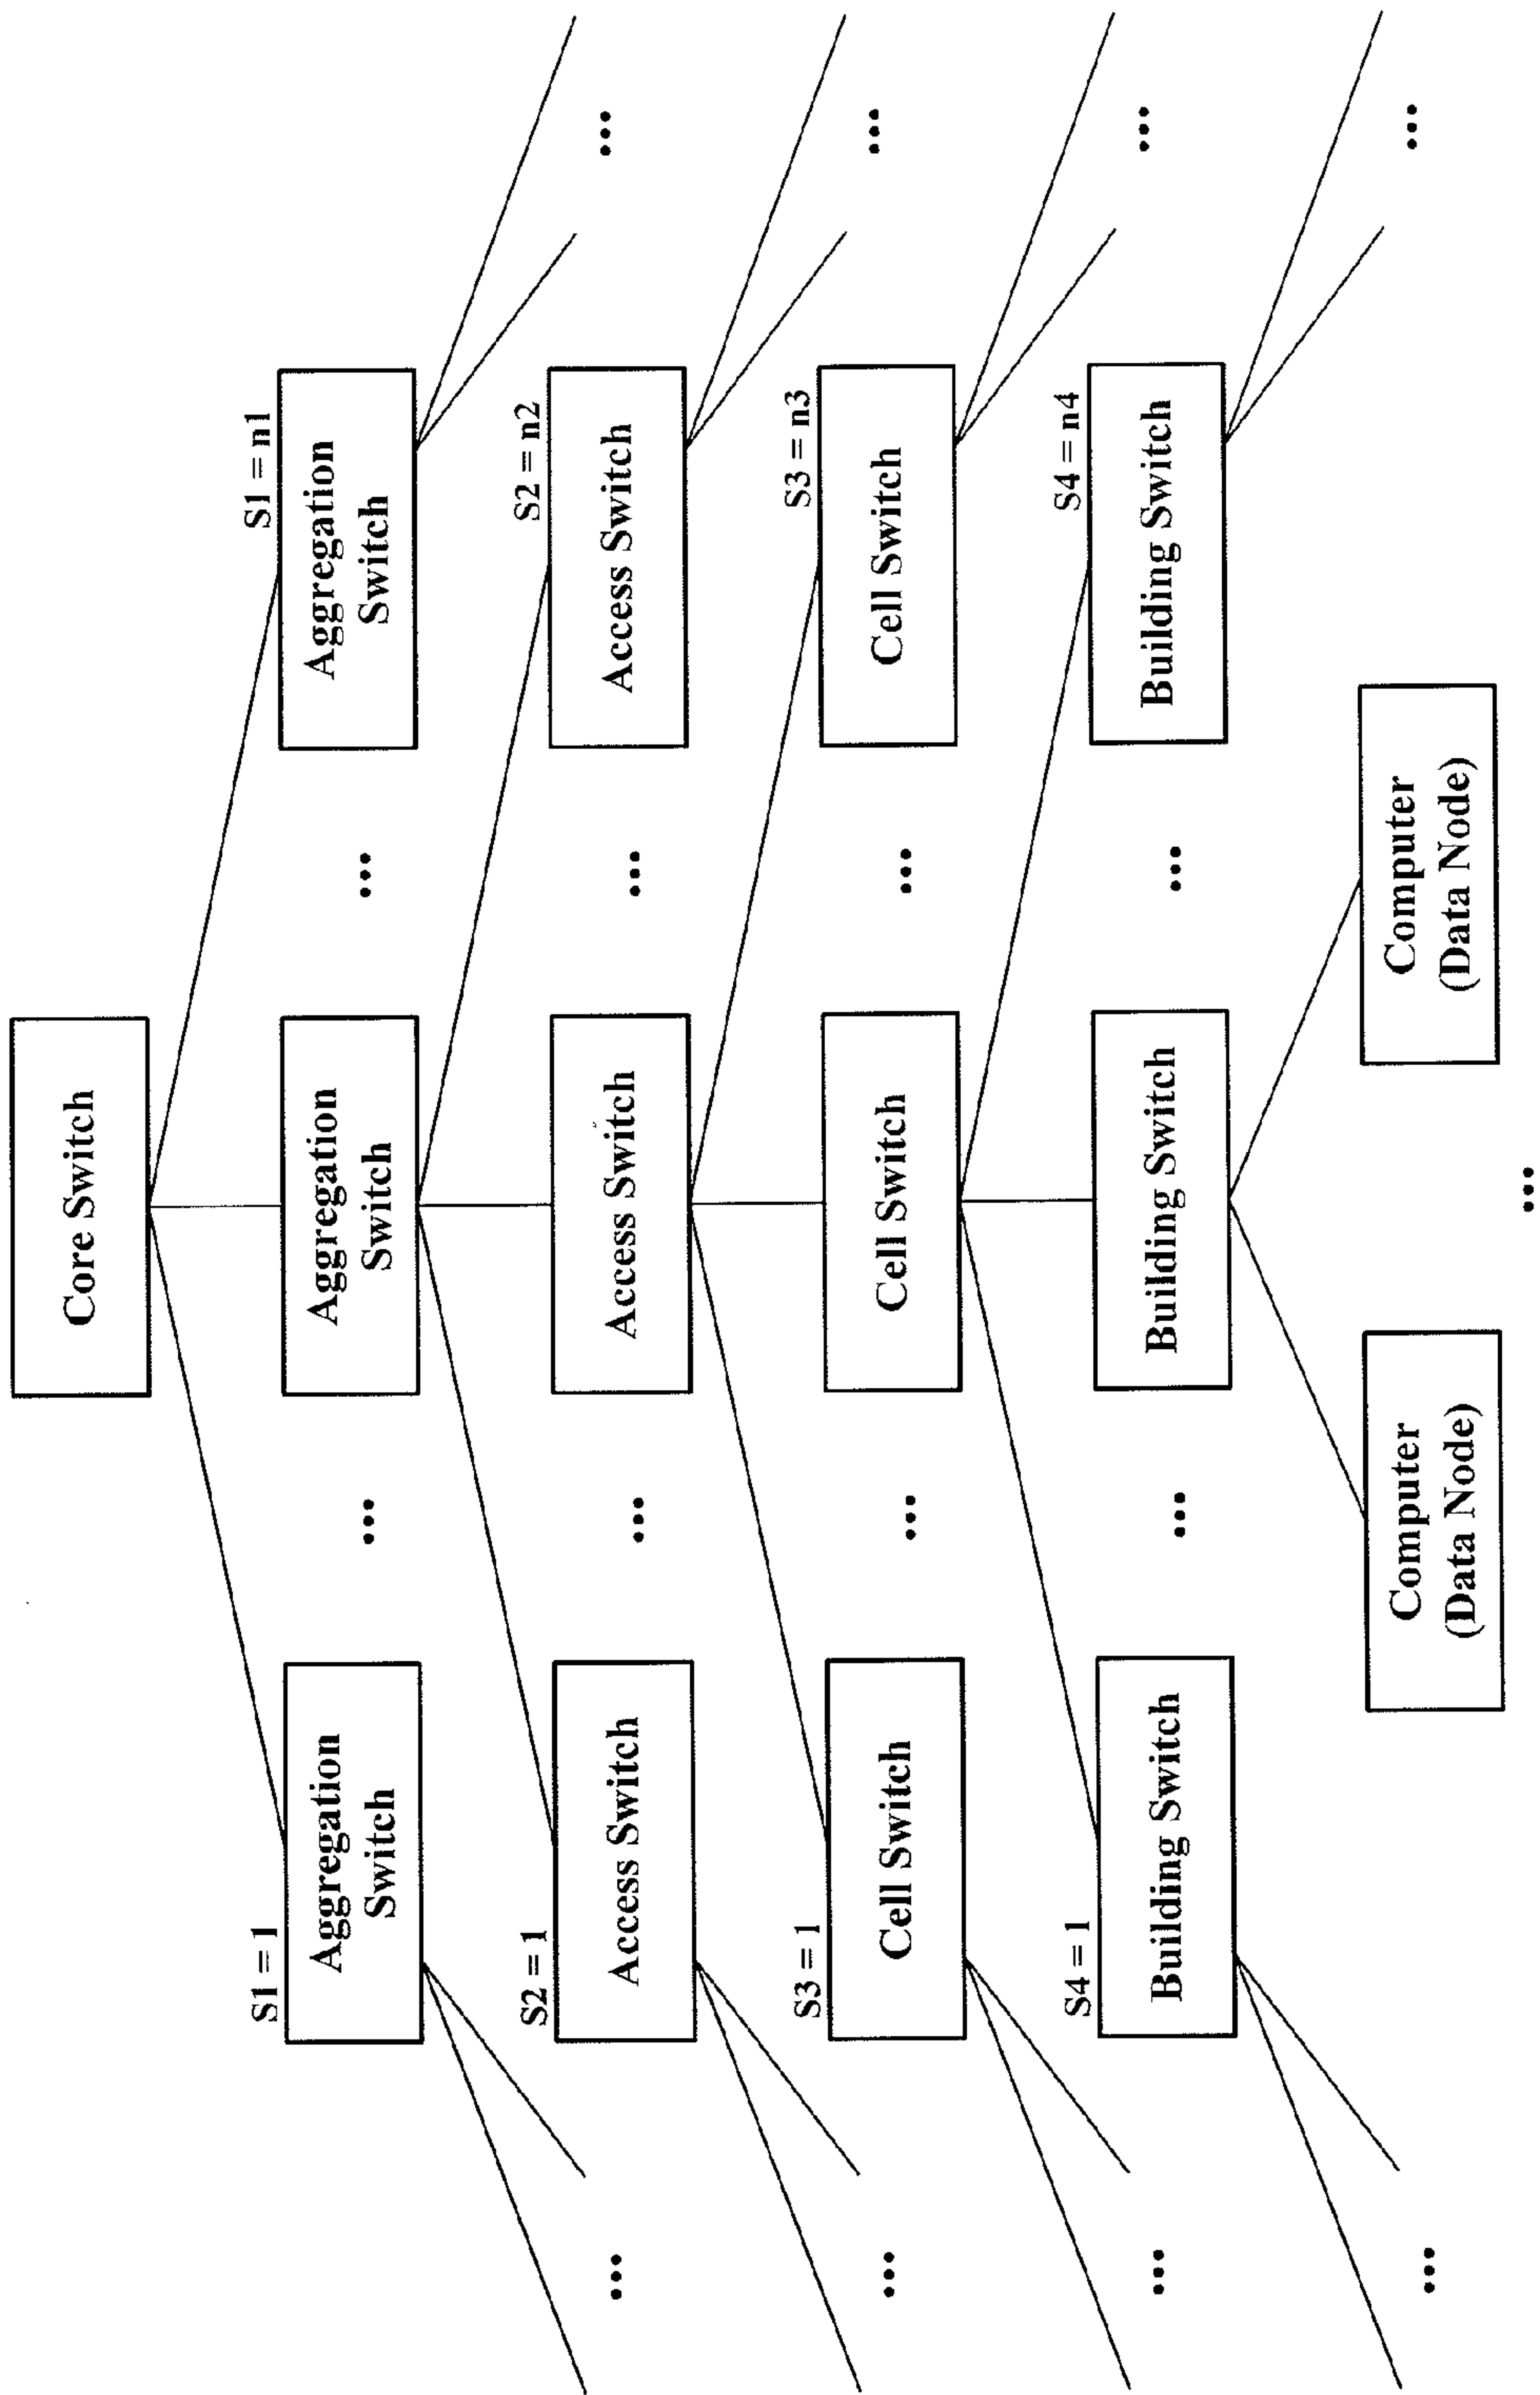 Core Switch
S1 = 1
S1 = n1
Aggregation
Switch
Aggregation
Switch
Aggregation
Switch
S2 = 1
S2 = n2
Access Switch
Access Switch
Access Switch
S3 = 1
S3 = n3
Cell Switch
Cell Switch
Cell Switch
S4 = 1
S4 = n4
Building Switch
Building Switch
Building Switch
Computer
(Data Node)
Computer
(Data Node)